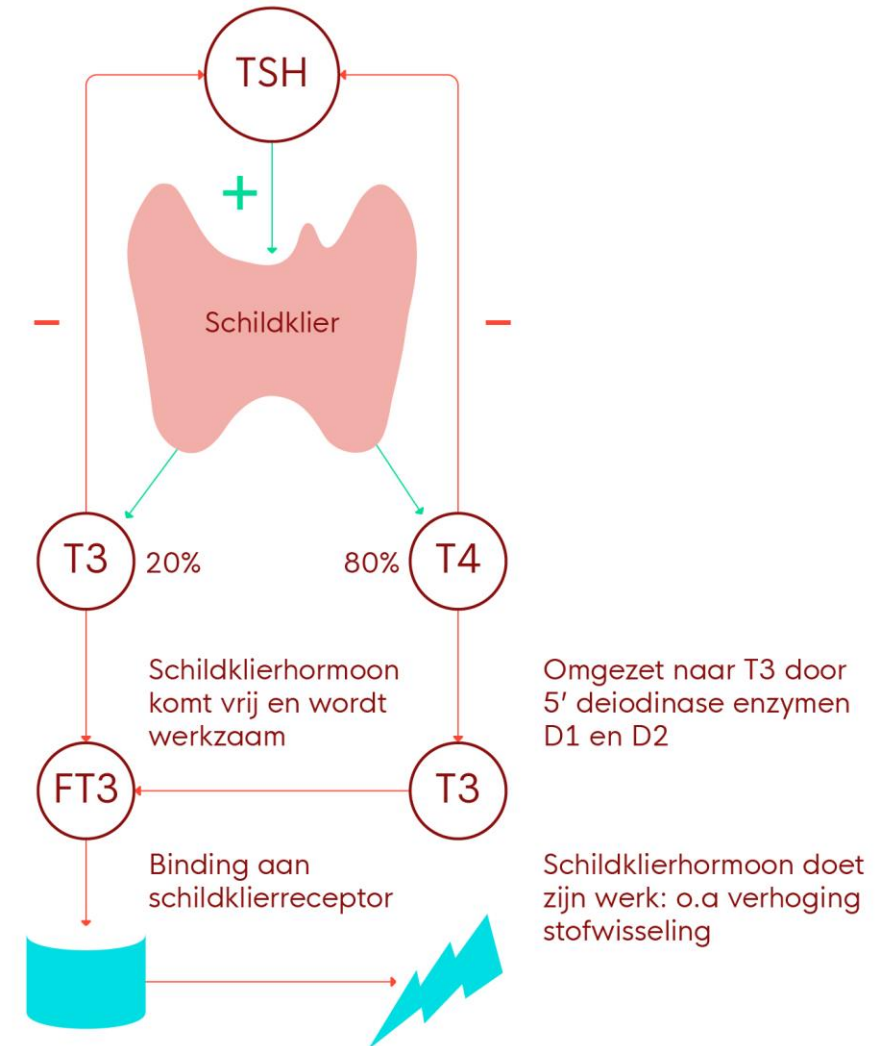 TSH
+
Schildklier
–
–
T3
20%
80%
T4
Schildklierhormoon
komt vrij en wordt
werkzaam
Omgezet naar T3 door
5' deiodinase enzymen
D1 en D2
FT3
T3
Binding aan
schildklierreceptor
Schildklierhormoon doet
zijn werk: o.a verhoging
stofwisseling